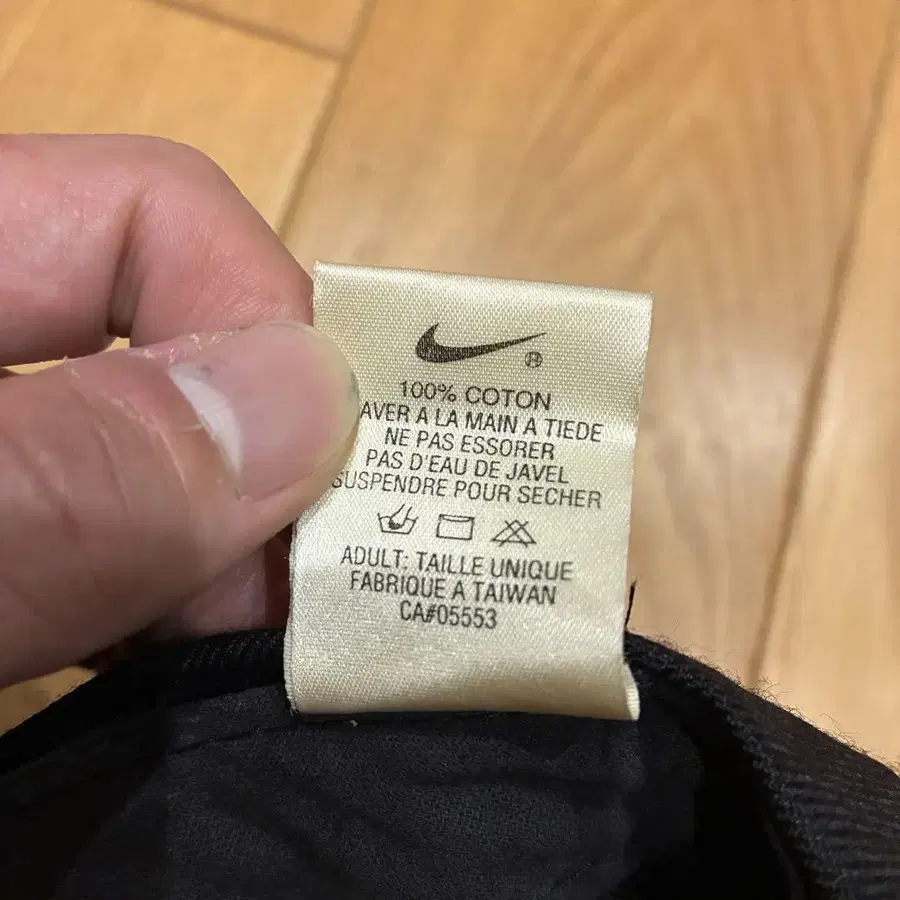 ®
100% COTON
AVER A LA MAIN A TIEDE
NE PAS ESSORER
PAS D'EAU DE JAVEL
SUSPENDRE POUR SECHER
ADULT: TAILLE UNIQUE
FABRIQUE A TAIWAN
CA#05553